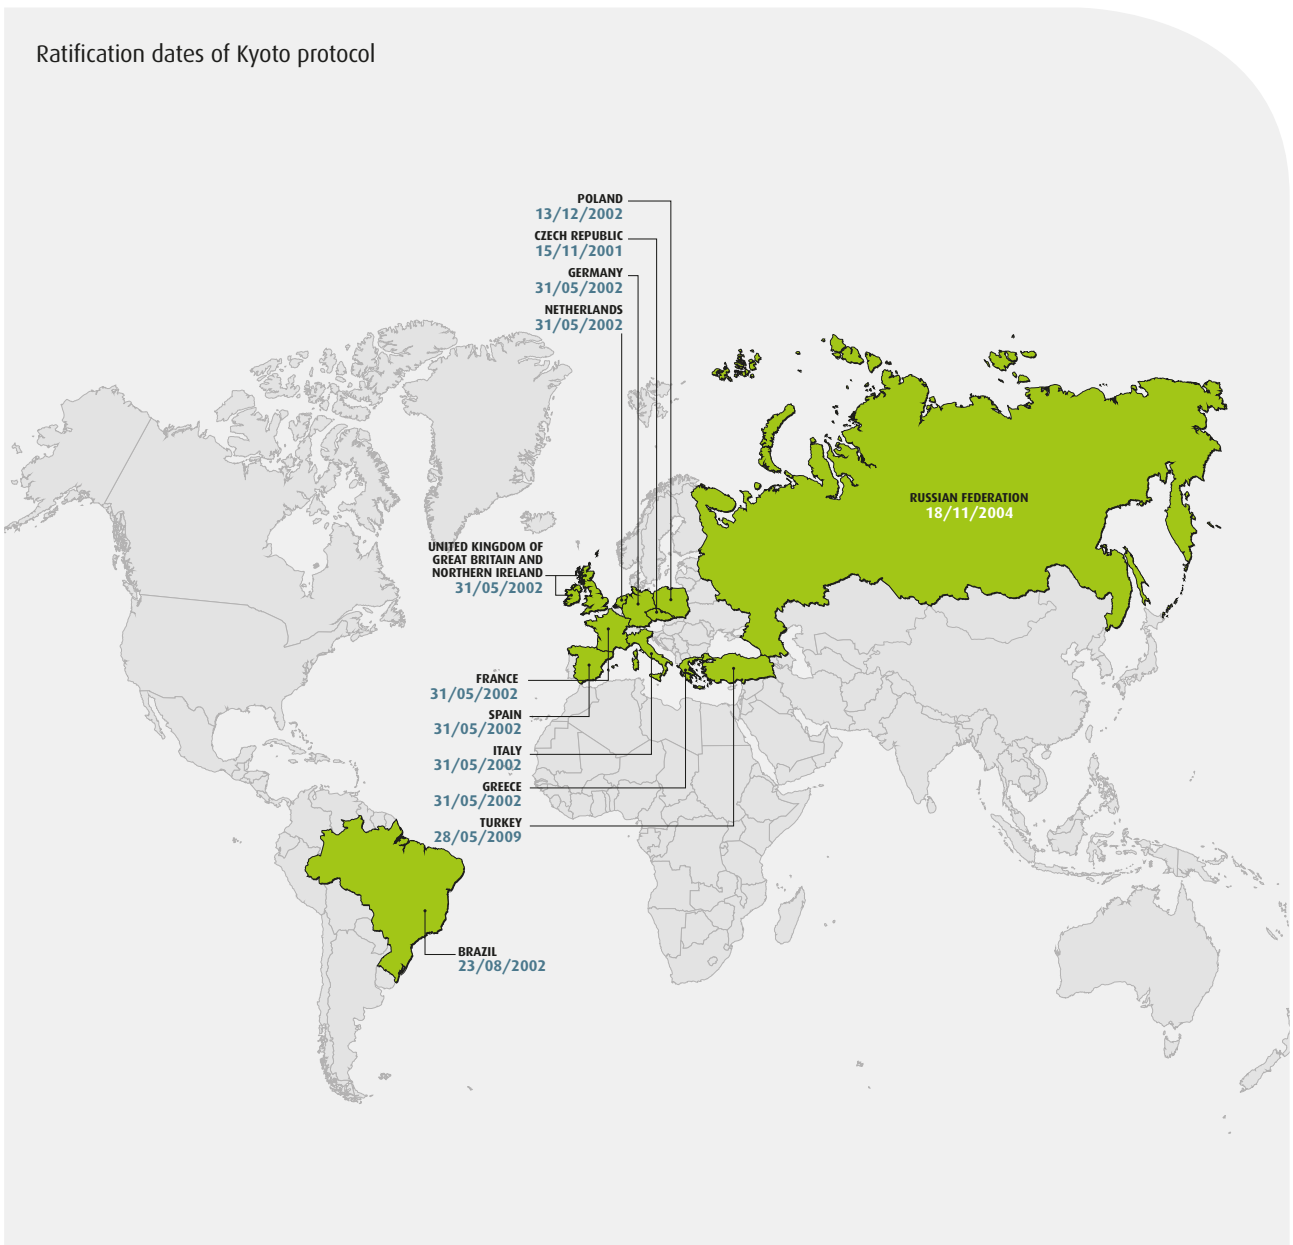 Ratification dates of Kyoto protocol
POLAND
13/12/2002
CZECH REPUBLIC
15/11/2001
GERMANY
31/05/2002
NETHERLANDS
31/05/2002
RUSSIAN FEDERATION
18/11/2004
UNITED KINGDOM OF
GREAT BRITAIN AND
NORTHERN IRELAND
31/05/2002
FRANCE
31/05/2002
SPAIN
31/05/2002
ITALY
31/05/2002
GREECE
31/05/2002
TURKEY
28/05/2009
BRAZIL
23/08/2002